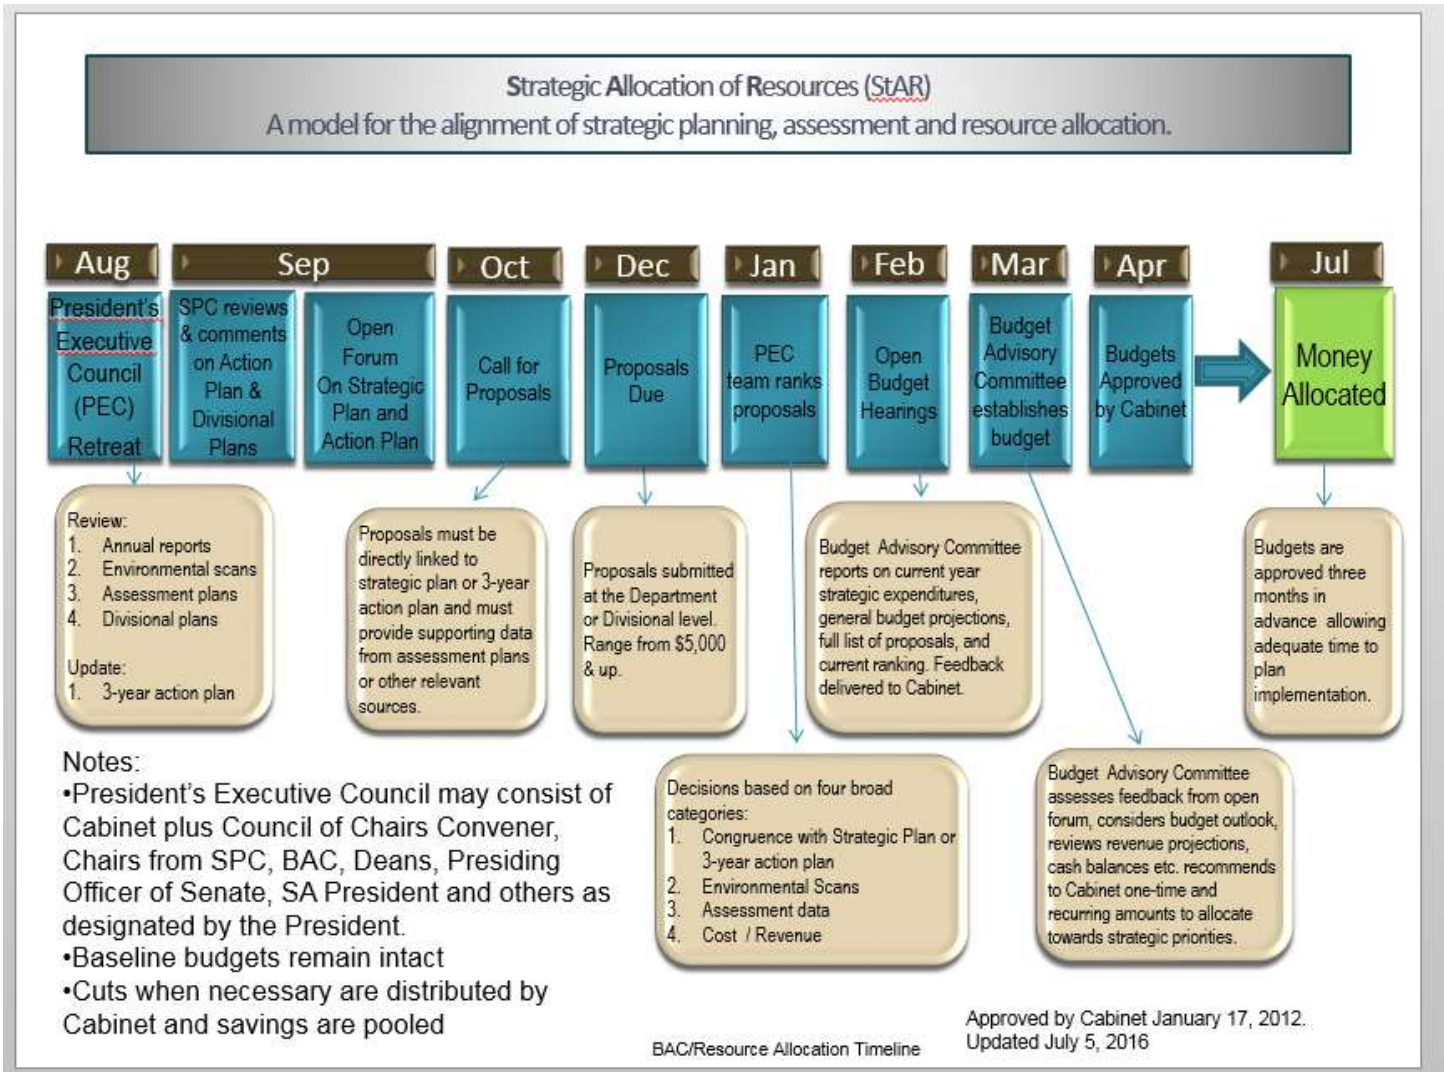 Strategic Allocation of Resources (StAR)
A model for the alignment of strategic planning, assessment and resource allocation.
Aug
Sep
Oct
Dec
Jan
Feb
Mar
Apr
Jul
President's
Executive
Council
(PEC)
Retreat
SPC reviews
& comments
on Action
Plan &
Divisional
Plans
Open
Forum
On Strategic
Plan and
Action Plan
Call for
Proposals
Proposals
Due
PEC
team ranks
proposals
Open
Budget
Hearings
Budget
Advisory
Committee
establishes
budget
Budgets
Approved
by Cabinet
Money
Allocated
Review:
1. Annual reports
2. Environmental scans
3. Assessment plans
4. Divisional plans
Update:
1. 3-year action plan
Proposals must be
directly linked to
strategic plan or 3-year
action plan and must
provide supporting data
from assessment plans
or other relevant
sources.
Proposals submitted
at the Department
or Divisional level.
Range from $5,000
& up.
Budget Advisory Committee
reports on current year
strategic expenditures,
general budget projections,
full list of proposals, and
current ranking. Feedback
delivered to Cabinet.
Budgets are
approved three
months in
advance allowing
adequate time to
plan
implementation.
Decisions based on four broad
categories:
1. Congruence with Strategic Plan or
3-year action plan
2. Environmental Scans
3. Assessment data
4. Cost / Revenue
Budget Advisory Committee
assesses feedback from open
forum, considers budget outlook,
reviews revenue projections,
cash balances etc. recommends
to Cabinet one-time and
recurring amounts to allocate
towards strategic priorities.
Notes:
•President's Executive Council may consist of
Cabinet plus Council of Chairs Convener,
Chairs from SPC, BAC, Deans, Presiding
Officer of Senate, SA President and others as
designated by the President.
•Baseline budgets remain intact
•Cuts when necessary are distributed by
Cabinet and savings are pooled
BAC/Resource Allocation Timeline
Approved by Cabinet January 17, 2012.
Updated July 5, 2016